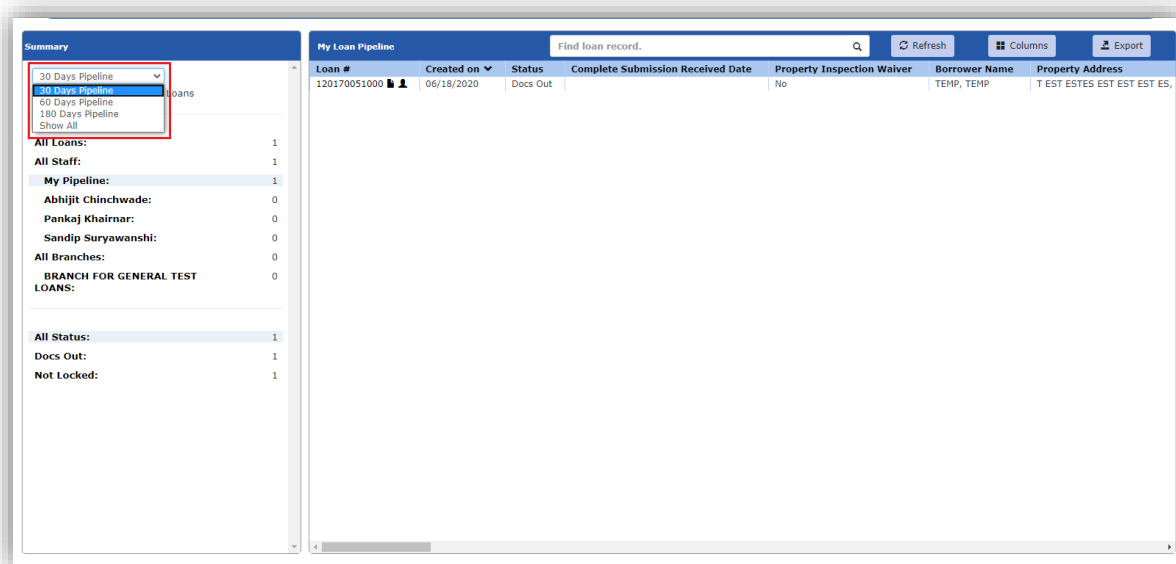 Summary
30 Days Pipeline
30 Days Pipeline
60 Days Pipeline
180 Days Pipeline
Show All
Loans
All Loans: 1
All Staff: 1
My Pipeline: 1
Abhijit Chinchwade: 0
Pankaj Khairnar: 0
Sandip Suryawanshi: 0
All Branches: 0
BRANCH FOR GENERAL TEST 0
LOANS:
All Status: 1
Docs Out: 1
Not Locked: 1
My Loan Pipeline Find loan record. Refresh Columns Export
Loan # Created on Status Complete Submission Received Date Property Inspection Waiver Borrower Name Property Address
120170051000 06/18/2020 Docs Out No TEMP, TEMP T EST ESTES EST EST EST ES,